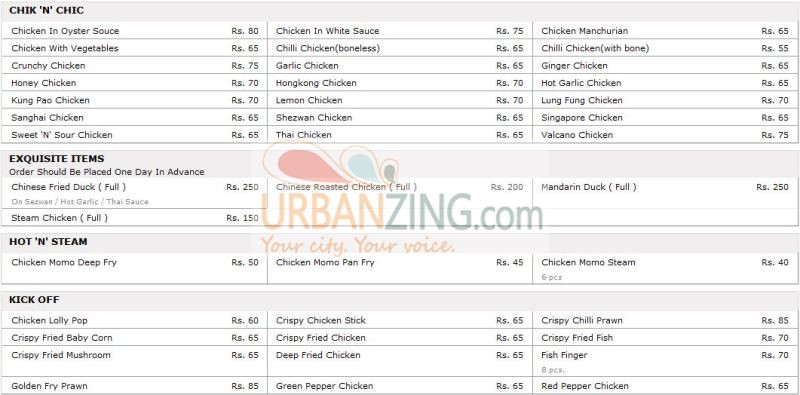 CHIK 'N' CHIC
Chicken In Oyster Souce Rs. 80 Chicken In White Sauce Rs. 75 Chicken Manchurian Rs. 65
Chicken With Vegetables Rs. 65 Chilli Chicken(boneless) Rs. 65 Chilli Chicken(with bone) Rs. 55
Crunchy Chicken Rs. 75 Garlic Chicken Rs. 65 Ginger Chicken Rs. 65
Honey Chicken Rs. 70 Hongkong Chicken Rs. 70 Hot Garlic Chicken Rs. 65
Kung Pao Chicken Rs. 70 Lemon Chicken Rs. 70 Lung Fung Chicken Rs. 70
Sanghai Chicken Rs. 65 Shezwan Chicken Rs. 65 Singapore Chicken Rs. 65
Sweet 'N' Sour Chicken Rs. 65 Thai Chicken Rs. 65 Valcano Chicken Rs. 75
EXQUISITE ITEMS
Order Should Be Placed One Day In Advance
Chinese Fried Duck ( Full ) Rs. 250 Chinese Roasted Chicken ( Full ) Rs. 200 Mandarin Duck ( Full ) Rs. 250
On Sezwan / Hot Garlic / Thai Sauce
Steam Chicken ( Full ) Rs. 150
URBANZING.com
Your city. Your voice.
HOT 'N' STEAM
Chicken Momo Deep Fry Rs. 50 Chicken Momo Pan Fry Rs. 45 Chicken Momo Steam Rs. 40
6 pcs
KICK OFF
Chicken Lolly Pop Rs. 60 Crispy Chicken Stick Rs. 65 Crispy Chilli Prawn Rs. 85
Crispy Fried Baby Corn Rs. 65 Crispy Fried Chicken Rs. 65 Crispy Fried Fish Rs. 70
Crispy Fried Mushroom Rs. 65 Deep Fried Chicken Rs. 65 Fish Finger Rs. 70
8 pcs.
Golden Fry Prawn Rs. 85 Green Pepper Chicken Rs. 65 Red Pepper Chicken Rs. 65